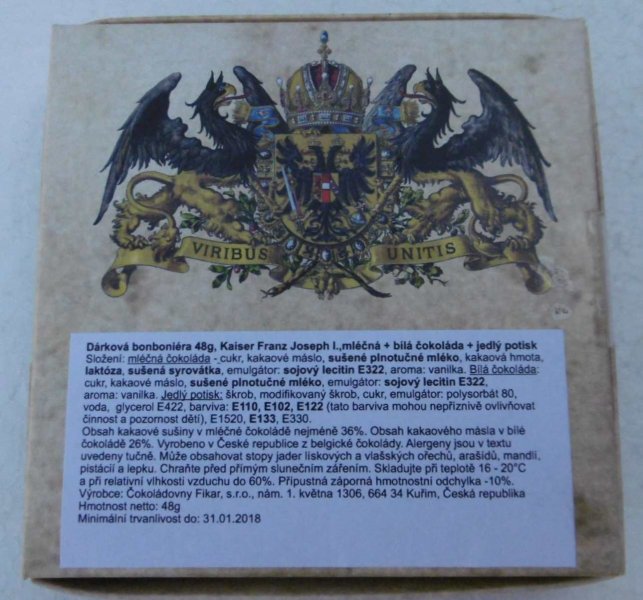 VIRIBUS UNITIS
Dárková bonboniéra 48g, Kaiser Franz Joseph I.,mléčná + bílá čokoláda + jedlý potisk
Složení: mléčná čokoláda - cukr, kakaové máslo, sušené plnotučné mléko, kakaová hmota,
laktóza, sušená syrovátka, emulgátor: sojový lecitin E322, aroma: vanilka. Bílá čokoláda:
cukr, kakaové máslo, sušené plnotučné mléko, emulgátor: sojový lecitin E322,
aroma: vanilka. Jedlý potisk: škrob, modifikovaný škrob, cukr, emulgátor: polysorbát 80,
voda, glycerol E422, barviva: E110, E102, E122 (tato barviva mohou nepříznivě ovlivňovat
činnost a pozornost dětí), E1520, E133, E330.
Obsah kakaové sušiny v mléčné čokoládě nejméně 36%. Obsah kakaového másla v bílé
čokoládě 26%. Vyrobeno v České republice z belgické čokolády. Alergeny jsou v textu
uvedeny tučně. Může obsahovat stopy jader lískových a vlašských ořechů, arašídů, mandlí,
pistácií a lepku. Chraňte před přímým slunečním zářením. Skladujte při teplotě 16 - 20°C
a při relativní vlhkosti vzduchu do 60%. Přípustná záporná hmotnostní odchylka -10%.
Výrobce: Čokoládovny Fikar, s.r.o., nám. 1. května 1306, 664 34 Kuřim, Česká republika
Hmotnost netto: 48g
Minimální trvanlivost do: 31.01.2018